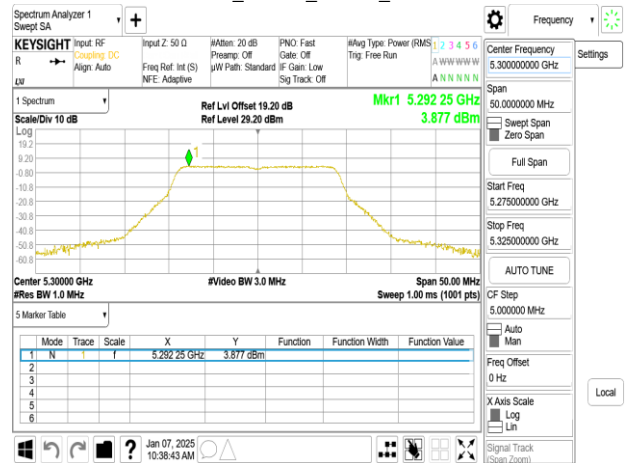 Spectrum Analyzer 1
Swept SA
Frequency
KEYSIGHT
R
Input: RF
Coupling: DC
Align: Auto
Input Z: 50 Ω
Freq Ref: Int (S)
NFE: Adaptive
#Atten: 20 dB
Preamp: Off
µW Path: Standard
PNO: Fast
Gate: Off
IF Gain: Low
Sig Track: Off
#Avg Type: Power (RMS
Trig: Free Run
1 2 3 4 5 6
A W W W W W
A N N N N N
Settings
Center Frequency
5.300000000 GHz
Span
50.0000000 MHz
Swept Span
Zero Span
Full Span
Start Freq
5.275000000 GHz
Stop Freq
5.325000000 GHz
AUTO TUNE
CF Step
5.000000 MHz
Auto
Man
Freq Offset
0 Hz
X Axis Scale
Log
Lin
Signal Track
(Span Zoom)
Local
1 Spectrum
Scale/Div 10 dB
Ref Lvl Offset 19.20 dB
Ref Level 29.20 dBm
Mkr1 5.292 25 GHz
3.877 dBm
Log
19.2
9.20
-0.80
-10.8
-20.8
-30.8
-40.8
-50.8
-60.8
1
Center 5.30000 GHz
#Res BW 1.0 MHz
#Video BW 3.0 MHz
Span 50.00 MHz
Sweep 1.00 ms (1001 pts)
5 Marker Table
Mode Trace Scale X Y Function Function Width Function Value
1 N 1 f 5.292 25 GHz 3.877 dBm
2
3
4
5
6
Jan 07, 2025
10:38:43 AM